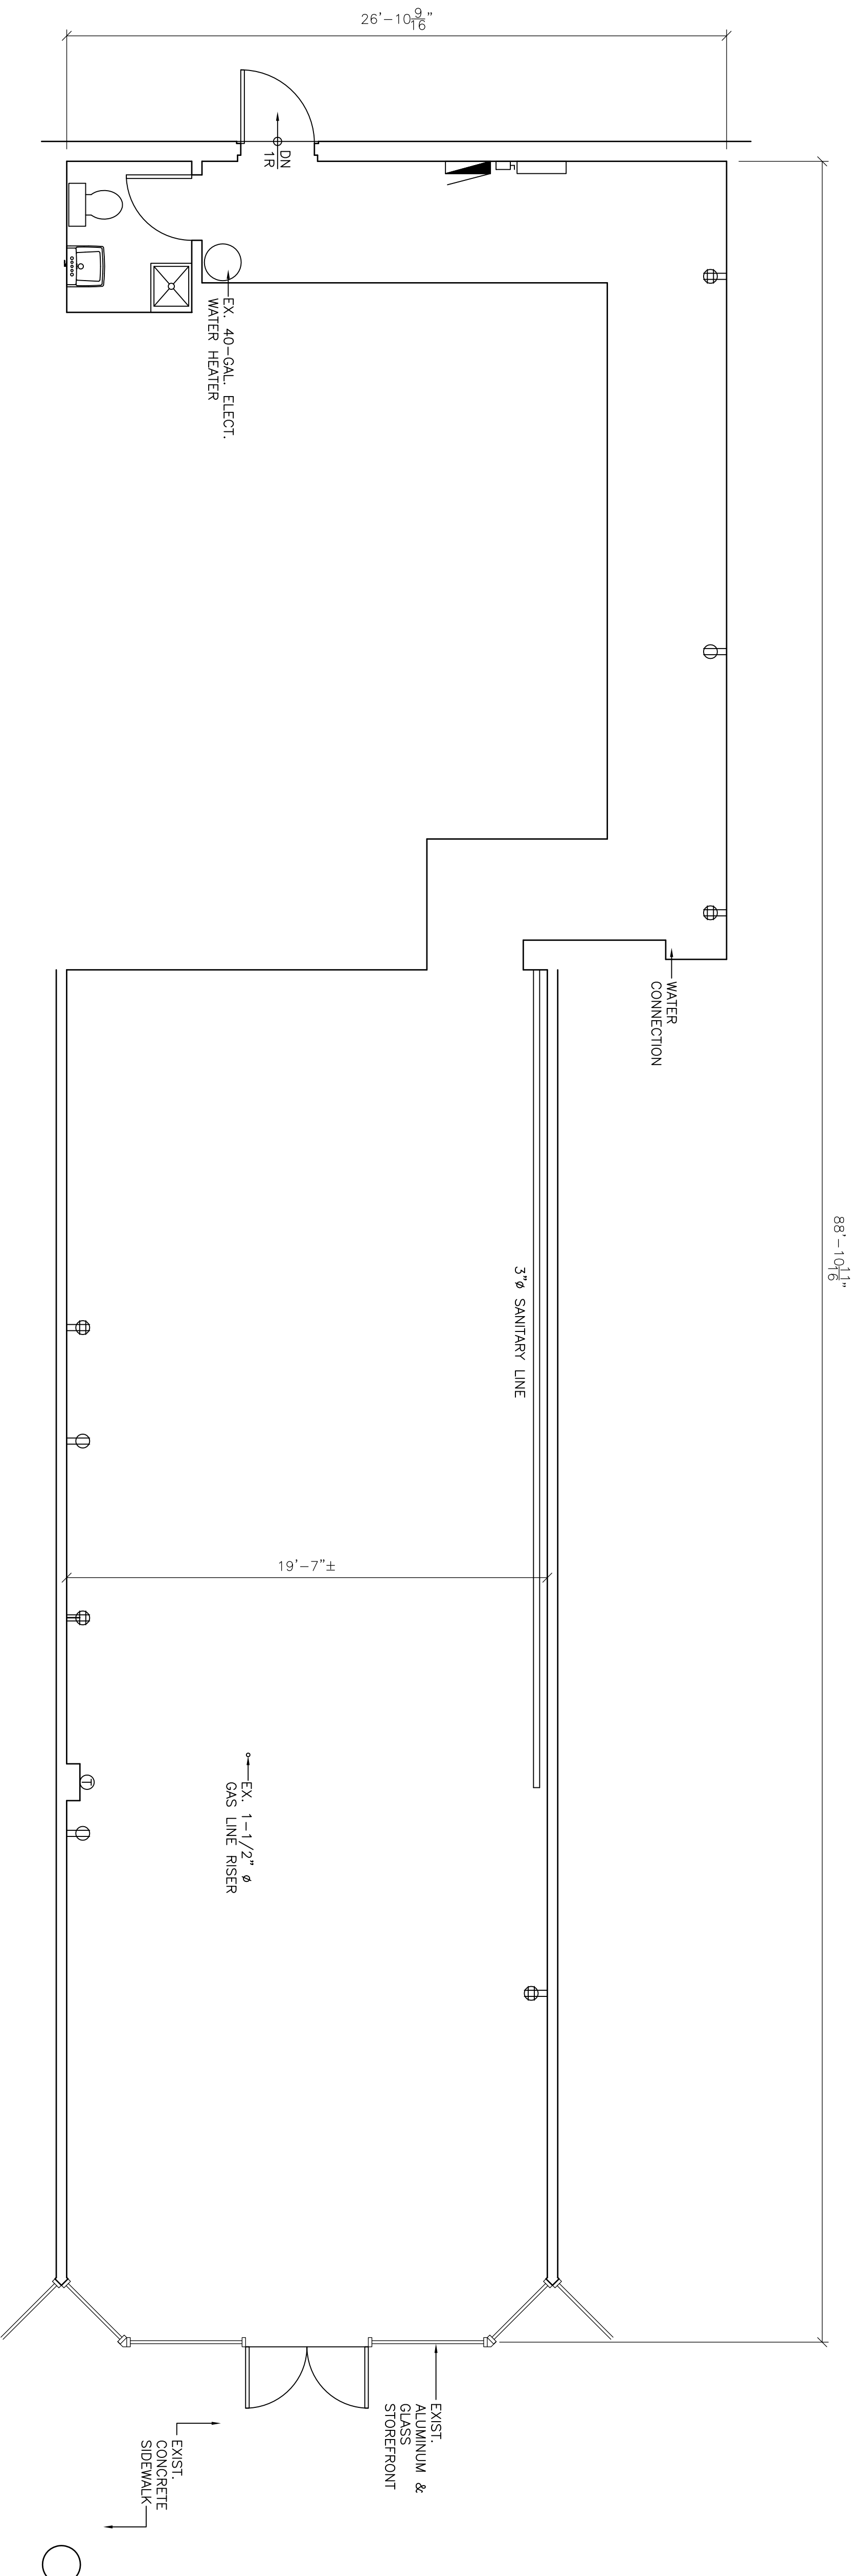 26'-10 9/16"
DN
1R
EX. 40-GAL. ELECT.
WATER HEATER
WATER
CONNECTION
88'-10 11/16"
3"ø SANITARY LINE
19'-7"±
T
EX. 1-1/2" ø
GAS LINE RISER
EXIST.
ALUMINUM &
GLASS
STOREFRONT
EXIST.
CONCRETE
SIDEWALK